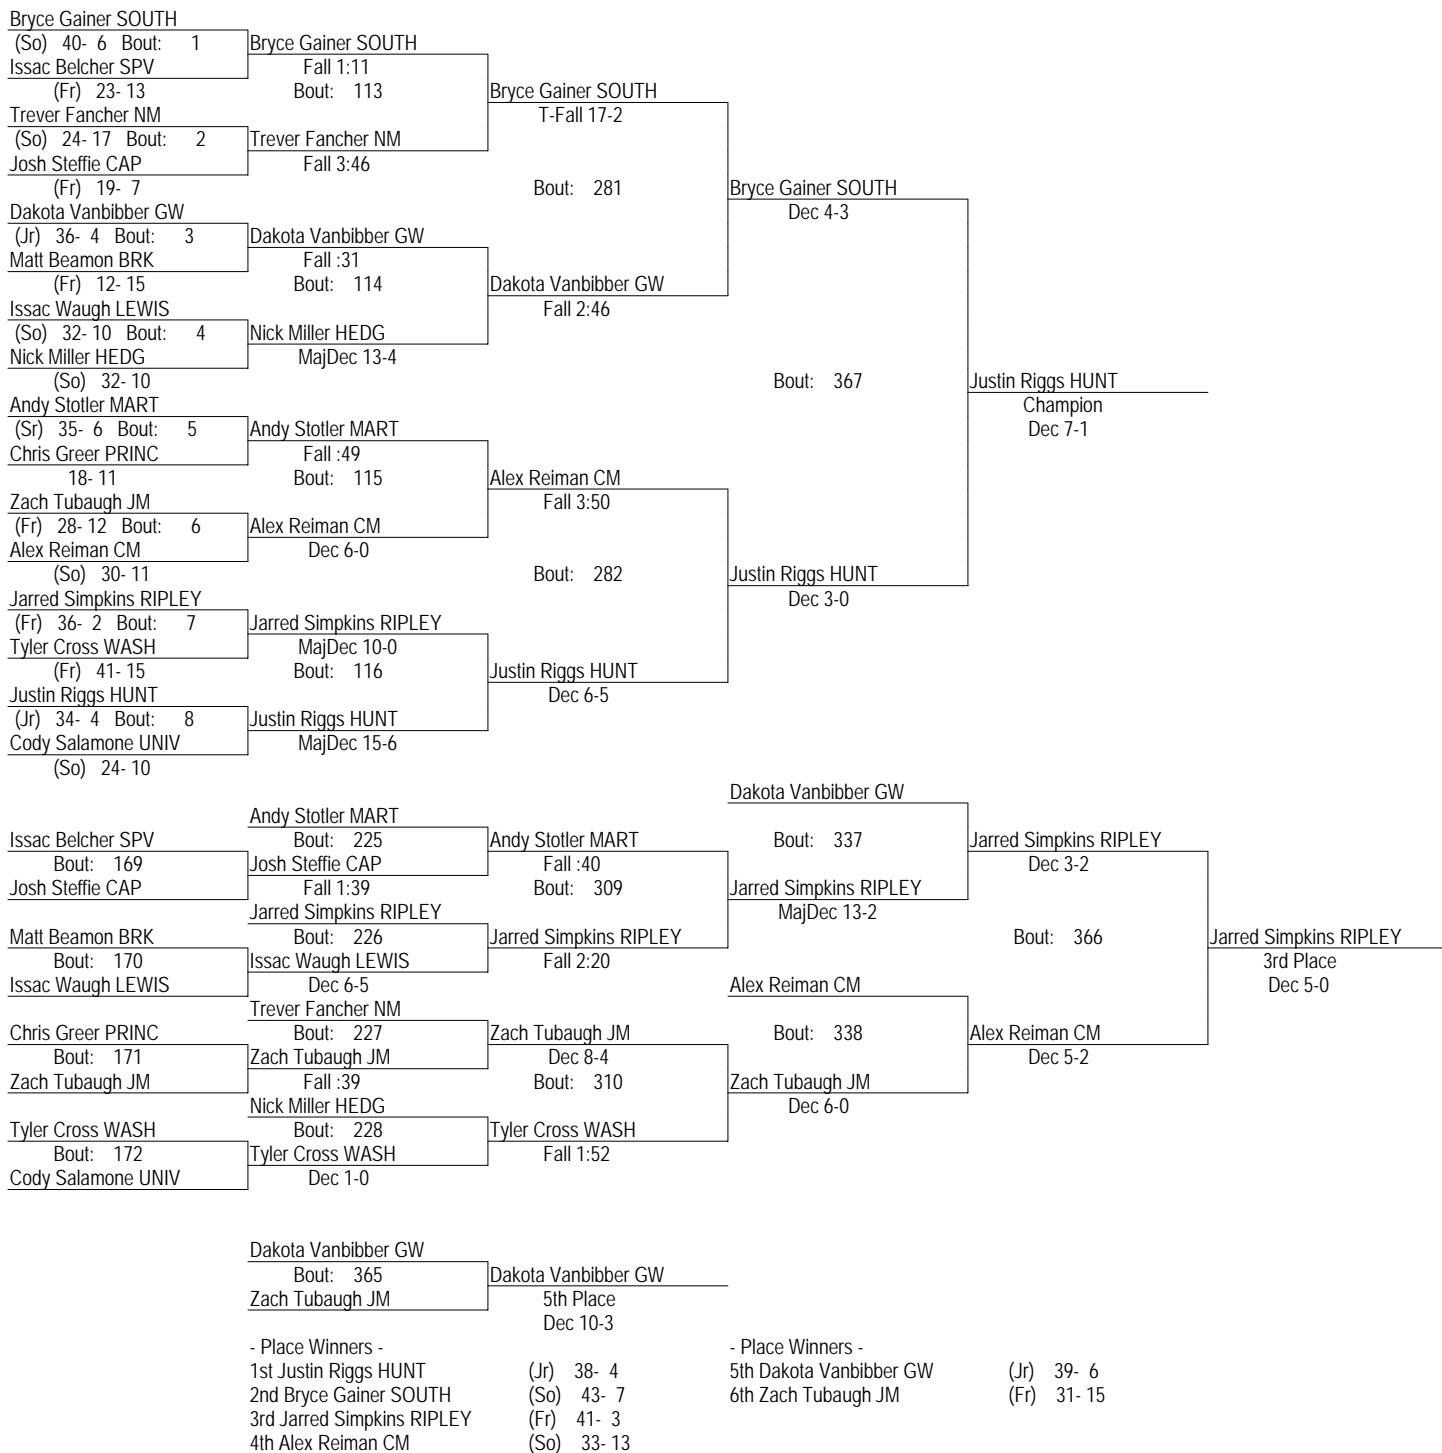 Bryce Gainer SOUTH
(So) 40- 6 Bout: 1
Issac Belcher SPV
(Fr) 23- 13
Trever Fancher NM
(So) 24- 17 Bout: 2
Josh Steffie CAP
(Fr) 19- 7
Dakota Vanbibber GW
(Jr) 36- 4 Bout: 3
Matt Beamon BRK
(Fr) 12- 15
Issac Waugh LEWIS
(So) 32- 10 Bout: 4
Nick Miller HEDG
(So) 32- 10
Andy Stotler MART
(Sr) 35- 6 Bout: 5
Chris Greer PRINC
18- 11
Zach Tubaugh JM
(Fr) 28- 12 Bout: 6
Alex Reiman CM
(So) 30- 11
Jarred Simpkins RIPLEY
(Fr) 36- 2 Bout: 7
Tyler Cross WASH
(Fr) 41- 15
Justin Riggs HUNT
(Jr) 34- 4 Bout: 8
Cody Salamone UNIV
(So) 24- 10
Bryce Gainer SOUTH
Fall 1:11
Bout: 113
Trever Fancher NM
Fall 3:46
Dakota Vanbibber GW
Fall :31
Bout: 114
Nick Miller HEDG
MajDec 13-4
Andy Stotler MART
Fall :49
Bout: 115
Alex Reiman CM
Dec 6-0
Jarred Simpkins RIPLEY
MajDec 10-0
Bout: 116
Justin Riggs HUNT
MajDec 15-6
Bryce Gainer SOUTH
T-Fall 17-2
Bout: 281
Dakota Vanbibber GW
Fall 2:46
Alex Reiman CM
Fall 3:50
Bout: 282
Justin Riggs HUNT
Dec 6-5
Bryce Gainer SOUTH
Dec 4-3
Bout: 367
Justin Riggs HUNT
Dec 3-0
Justin Riggs HUNT
Champion
Dec 7-1
Issac Belcher SPV
Bout: 169
Josh Steffie CAP
Matt Beamon BRK
Bout: 170
Issac Waugh LEWIS
Chris Greer PRINC
Bout: 171
Zach Tubaugh JM
Tyler Cross WASH
Bout: 172
Cody Salamone UNIV
Andy Stotler MART
Bout: 225
Josh Steffie CAP
Fall 1:39
Jarred Simpkins RIPLEY
Bout: 226
Issac Waugh LEWIS
Dec 6-5
Trever Fancher NM
Bout: 227
Zach Tubaugh JM
Fall :39
Nick Miller HEDG
Bout: 228
Tyler Cross WASH
Dec 1-0
Andy Stotler MART
Fall :40
Bout: 309
Jarred Simpkins RIPLEY
Fall 2:20
Zach Tubaugh JM
Dec 8-4
Bout: 310
Tyler Cross WASH
Fall 1:52
Dakota Vanbibber GW
Bout: 337
Jarred Simpkins RIPLEY
MajDec 13-2
Alex Reiman CM
Bout: 338
Zach Tubaugh JM
Dec 6-0
Jarred Simpkins RIPLEY
Dec 3-2
Bout: 366
Alex Reiman CM
Dec 5-2
Jarred Simpkins RIPLEY
3rd Place
Dec 5-0
Dakota Vanbibber GW
Bout: 365
Zach Tubaugh JM
Dakota Vanbibber GW
5th Place
Dec 10-3
- Place Winners -
1st Justin Riggs HUNT (Jr) 38- 4
2nd Bryce Gainer SOUTH (So) 43- 7
3rd Jarred Simpkins RIPLEY (Fr) 41- 3
4th Alex Reiman CM (So) 33- 13
- Place Winners -
5th Dakota Vanbibber GW (Jr) 39- 6
6th Zach Tubaugh JM (Fr) 31- 15